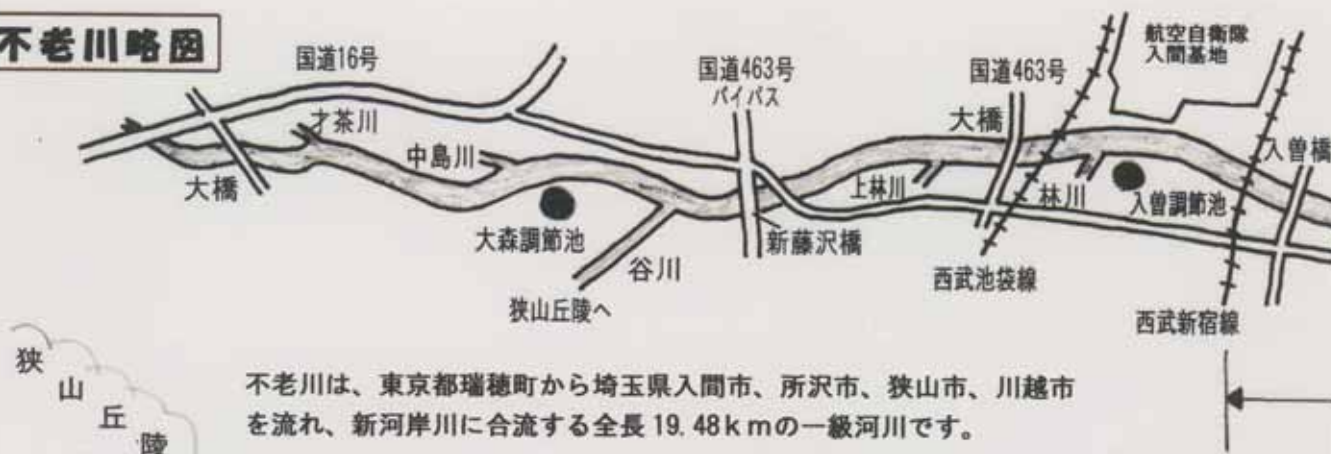 不老川略図
国道16号
才茶川
中島川
大橋
大森調節池
谷川
狭山丘陵へ
国道463号
バイパス
新藤沢橋
国道463号
大橋
上林川
西武池袋線
航空自衛隊
入間基地
林川
入曽調節池
入曽橋
西武新宿線
狭山丘陵
不老川は、東京都瑞穂町から埼玉県入間市、所沢市、狭山市、川越市
を流れ、新河岸川に合流する全長19.48kmの一級河川です。